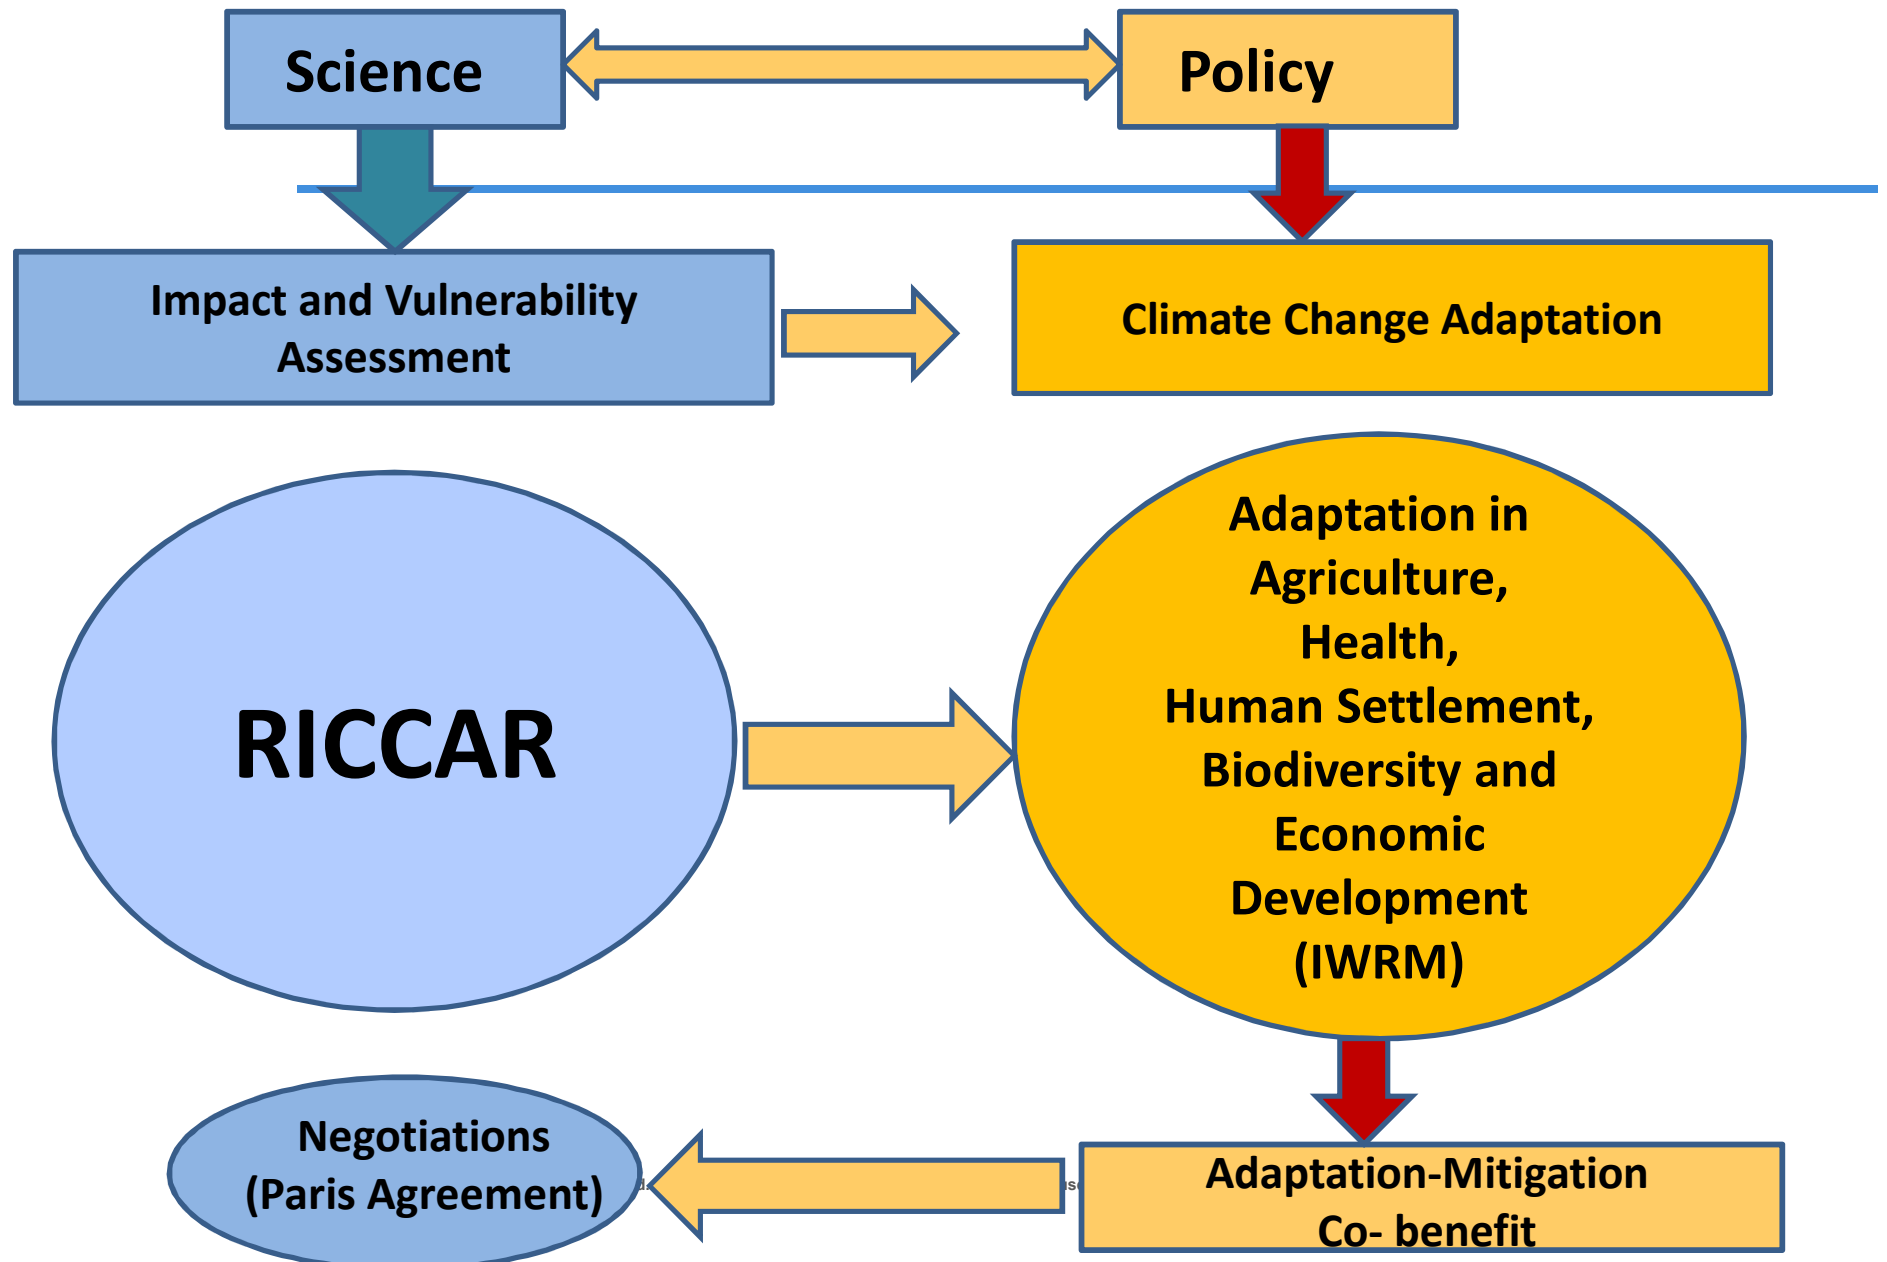 Science
Policy
Impact and Vulnerability
Assessment
Climate Change Adaptation
RICCAR
Adaptation in
Agriculture,
Health,
Human Settlement,
Biodiversity and
Economic
Development
(IWRM)
Negotiations
(Paris Agreement)
Adaptation-Mitigation
Co- benefit